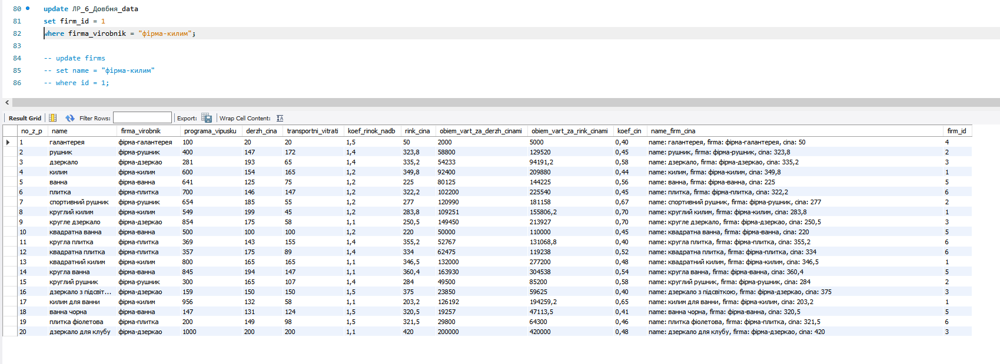 80 update ЛР_6_Довбня_data
81 set firm_id = 1
82 where firma_virobnik = "фірма-килим";
83
84 -- update firms
85 -- set name = "фірма-килим"
86 -- where id = 1;
Result Grid Filter Rows: Export: Wrap Cell Content:
no_z_p name firma_virobnik programa_vipusku derzh_cina transportni_vitrati koef_rinok_nadb rink_cina obiem_vart_za_derzh_cinami obiem_vart_za_rink_cinami koef_cin name_firm_cina firm_id
1 галантерея фірма-галантерея 100 20 20 1,5 50 2000 5000 0,40 name: галантерея, firma: фірма-галантерея, cina: 50 4
2 рушник фірма-рушник 400 147 172 1,4 323,8 58800 129520 0,45 name: рушник, firma: фірма-рушник, cina: 323,8 2
3 дзеркало фірма-дзеркао 281 193 65 1,4 335,2 54233 94191,2 0,58 name: дзеркало, firma: фірма-дзеркао, cina: 335,2 3
4 килим фірма-килим 600 154 165 1,2 349,8 92400 209880 0,44 name: килим, firma: фірма-килим, cina: 349,8 1
5 ванна фірма-ванна 641 125 75 1,2 225 80125 144225 0,56 name: ванна, firma: фірма-ванна, cina: 225 5
6 плитка фірма-плитка 700 146 147 1,2 322,2 102200 225540 0,45 name: плитка, firma: фірма-плитка, cina: 322,2 6
7 спортивний рушник фірма-рушник 654 185 55 1,2 277 120990 181158 0,67 name: спортивний рушник, firma: фірма-рушник, cina: 277 2
8 круглий килим фірма-килим 549 199 45 1,2 283,8 109251 155806,2 0,70 name: круглий килим, firma: фірма-килим, cina: 283,8 1
9 кругле дзеркало фірма-дзеркао 854 175 58 1,1 250,5 149450 213927 0,70 name: кругле дзеркало, firma: фірма-дзеркао, cina: 250,5 3
10 квадратна ванна фірма-ванна 500 100 100 1,2 220 50000 110000 0,45 name: квадратна ванна, firma: фірма-ванна, cina: 220 5
11 кругла плитка фірма-плитка 369 143 155 1,4 355,2 52767 131068,8 0,40 name: кругла плитка, firma: фірма-плитка, cina: 355,2 6
12 квадратна плитка фірма-плитка 357 175 89 1,4 334 62475 119238 0,52 name: квадратна плитка, firma: фірма-плитка, cina: 334 6
13 квадратний килим фірма-килим 800 165 165 1,1 346,5 132000 277200 0,48 name: квадратний килим, firma: фірма-килим, cina: 346,5 1
14 кругла ванна фірма-ванна 845 194 147 1,1 360,4 163930 304538 0,54 name: кругла ванна, firma: фірма-ванна, cina: 360,4 5
15 круглий рушник фірма-рушник 300 165 107 1,4 284 49500 85200 0,58 name: круглий рушник, firma: фірма-рушник, cina: 284 2
16 дзеркало з підсвіт... фірма-дзеркао 159 150 150 1,5 375 23850 59625 0,40 name: дзеркало з підсвіткою, firma: фірма-дзеркао, cina: 375 3
17 килим для ванни фірма-килим 956 132 58 1,1 203,2 126192 194259,2 0,65 name: килим для ванни, firma: фірма-килим, cina: 203,2 1
18 ванна чорна фірма-ванна 147 131 124 1,5 320,5 19257 47113,5 0,41 name: ванна чорна, firma: фірма-ванна, cina: 320,5 5
19 плитка фіолетова фірма-плитка 200 149 98 1,5 321,5 29800 64300 0,46 name: плитка фіолетова, firma: фірма-плитка, cina: 321,5 6
20 дзеркало для клубу фірма-дзеркао 1000 200 200 1,1 420 200000 420000 0,48 name: дзеркало для клубу, firma: фірма-дзеркао, cina: 420 3